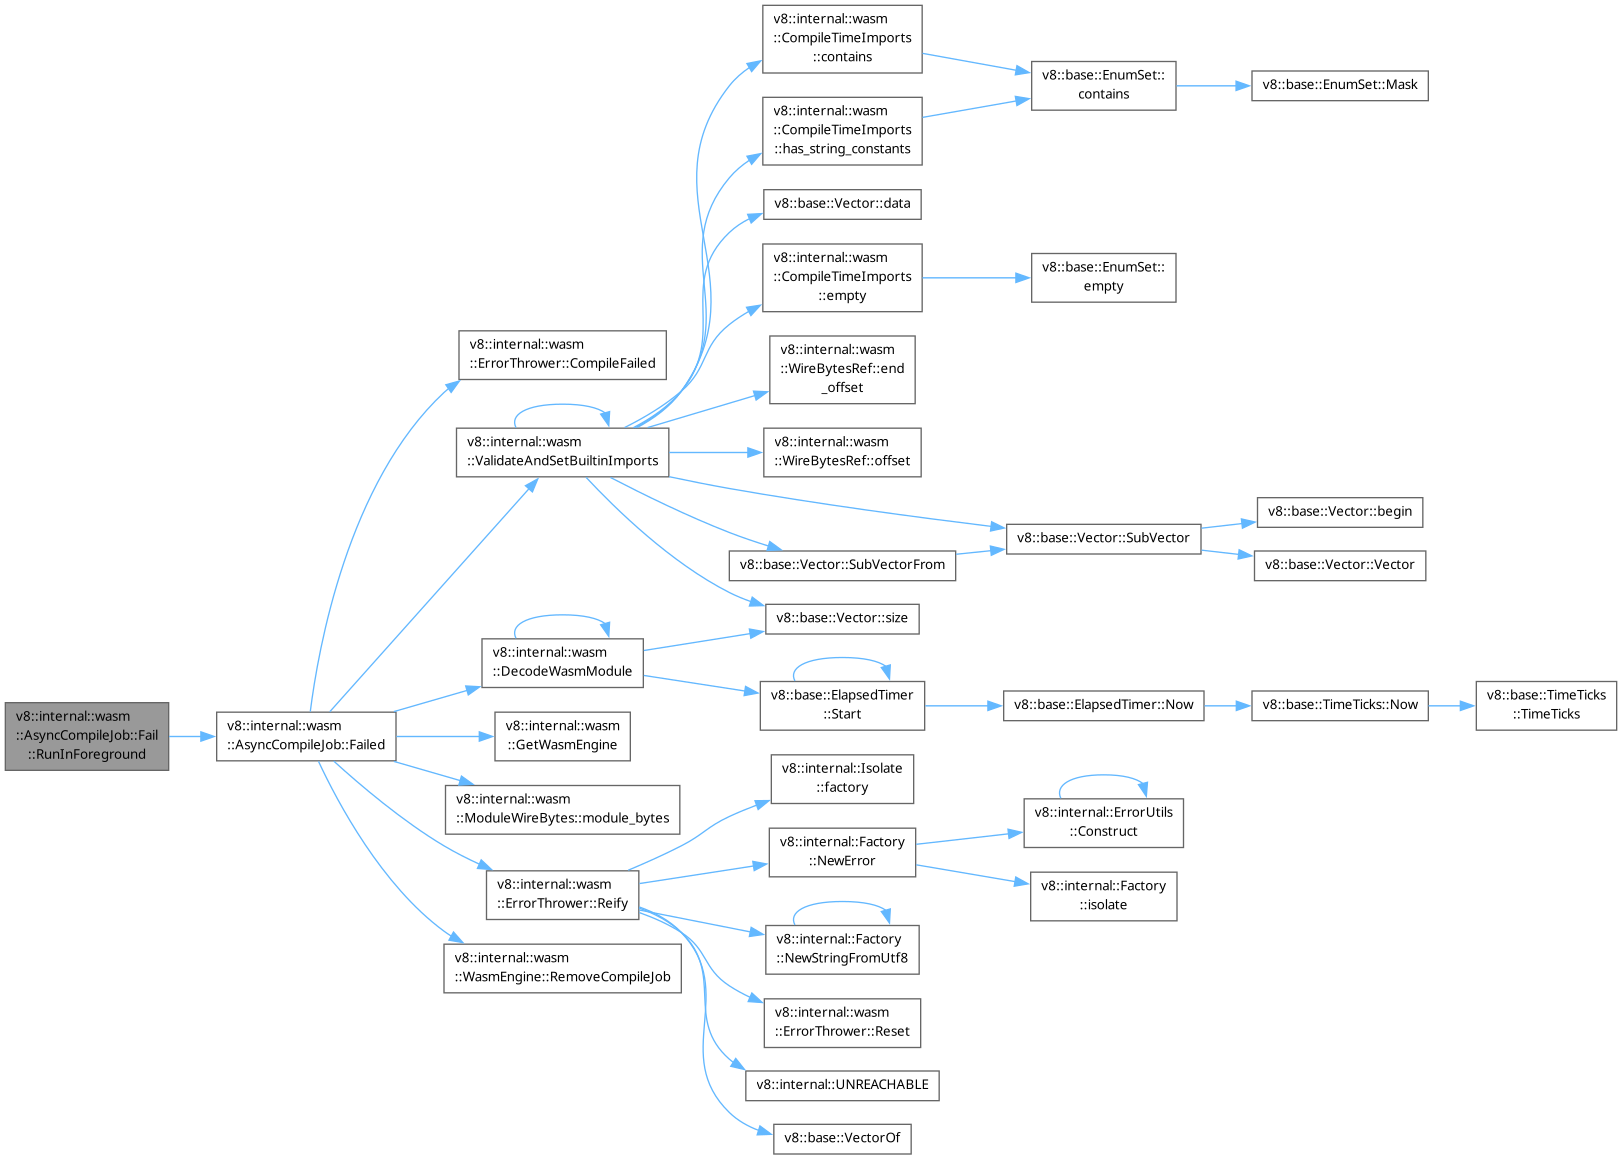 v8::internal::wasm
::AsyncCompileJob::Fail
::RunInForeground
v8::internal::wasm
::AsyncCompileJob::Failed
v8::internal::wasm
::ErrorThrower::CompileFailed
v8::internal::wasm
::ValidateAndSetBuiltinImports
v8::internal::wasm
::DecodeWasmModule
v8::internal::wasm
::GetWasmEngine
v8::internal::wasm
::ModuleWireBytes::module_bytes
v8::internal::wasm
::ErrorThrower::Reify
v8::internal::wasm
::WasmEngine::RemoveCompileJob
v8::internal::wasm
::CompileTimeImports
::contains
v8::internal::wasm
::CompileTimeImports
::has_string_constants
v8::base::Vector::data
v8::internal::wasm
::CompileTimeImports
::empty
v8::internal::wasm
::WireBytesRef::end
_offset
v8::internal::wasm
::WireBytesRef::offset
v8::base::Vector::SubVectorFrom
v8::base::Vector::size
v8::base::ElapsedTimer
::Start
v8::internal::Isolate
::factory
v8::internal::Factory
::NewError
v8::internal::Factory
::NewStringFromUtf8
v8::internal::wasm
::ErrorThrower::Reset
v8::internal::UNREACHABLE
v8::base::VectorOf
v8::base::EnumSet::
contains
v8::base::EnumSet::
empty
v8::base::Vector::SubVector
v8::base::ElapsedTimer::Now
v8::internal::ErrorUtils
::Construct
v8::internal::Factory
::isolate
v8::base::EnumSet::Mask
v8::base::Vector::begin
v8::base::Vector::Vector
v8::base::TimeTicks::Now
v8::base::TimeTicks
::TimeTicks